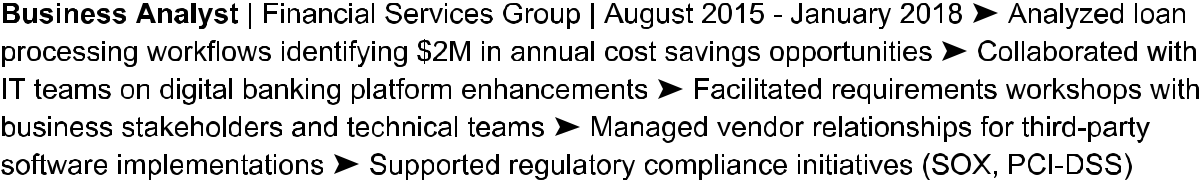 Business Analyst | Financial Services Group | August 2015 - January 2018 ➤ Analyzed loan
processing workflows identifying $2M in annual cost savings opportunities ➤ Collaborated with
IT teams on digital banking platform enhancements ➤ Facilitated requirements workshops with
business stakeholders and technical teams ➤ Managed vendor relationships for third-party
software implementations ➤ Supported regulatory compliance initiatives (SOX, PCI-DSS)